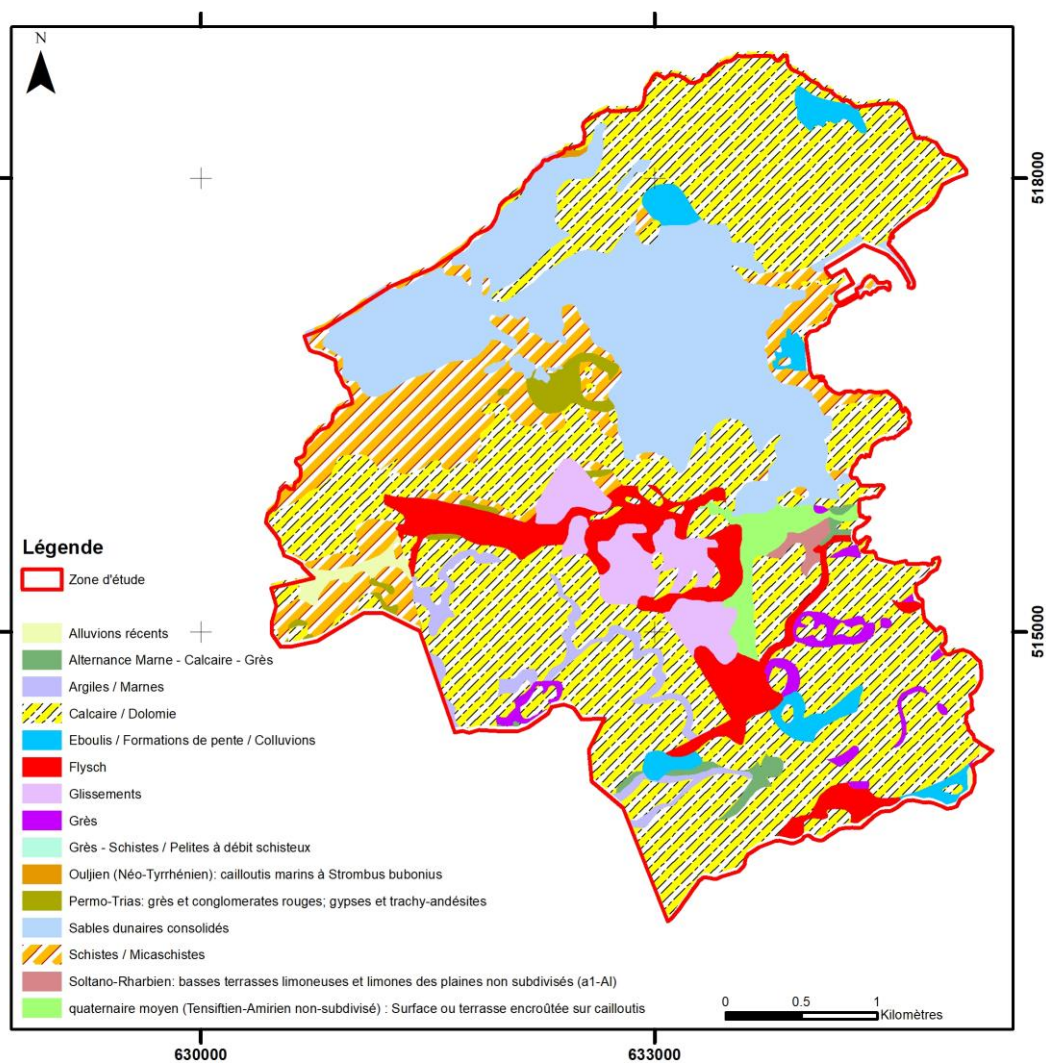 N
518000
515000
Légende
Zone d'étude
Alluvions récents
Alternance Marne - Calcaire - Grès
Argiles / Marnes
Calcaire / Dolomie
Eboulis / Formations de pente / Colluvions
Flysch
Glissements
Grès
Grès - Schistes / Pelites à débit schisteux
Ouljien (Néo-Tyrrhénien): cailloutis marins à Strombus bubonius
Permo-Trias: grès et conglomerates rouges; gypses et trachy-andésites
Sables dunaires consolidés
Schistes / Micaschistes
Soltano-Rharbien: basses terrasses limoneuses et limones des plaines non subdivisés (a1-Al)
quaternaire moyen (Tensiftien-Amirien non-subdivisé) : Surface ou terrasse encroûtée sur cailloutis
0 0.5 1
Kilomètres
630000 633000